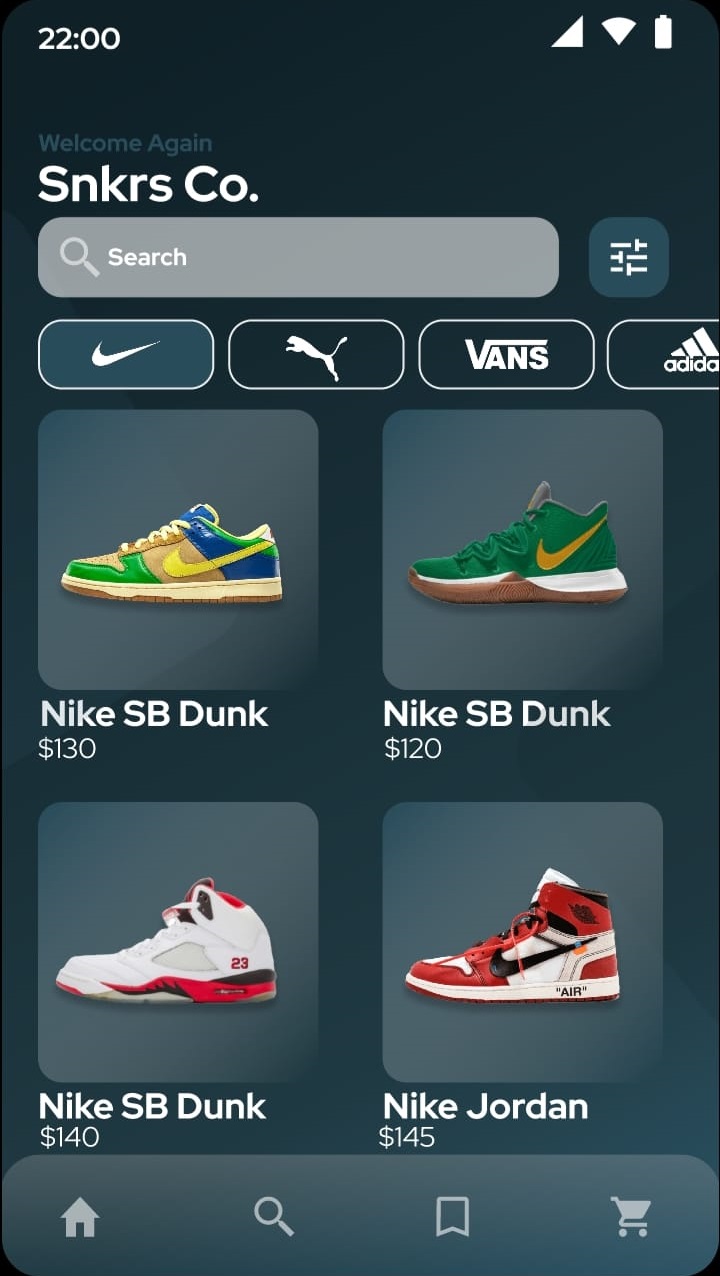 22:00
Welcome Again
Snkrs Co.
Search
VANS
adida
Nike SB Dunk
Nike SB Dunk
$130
$120
23
"AIR"
Nike SB Dunk
Nike Jordan
$140
$145